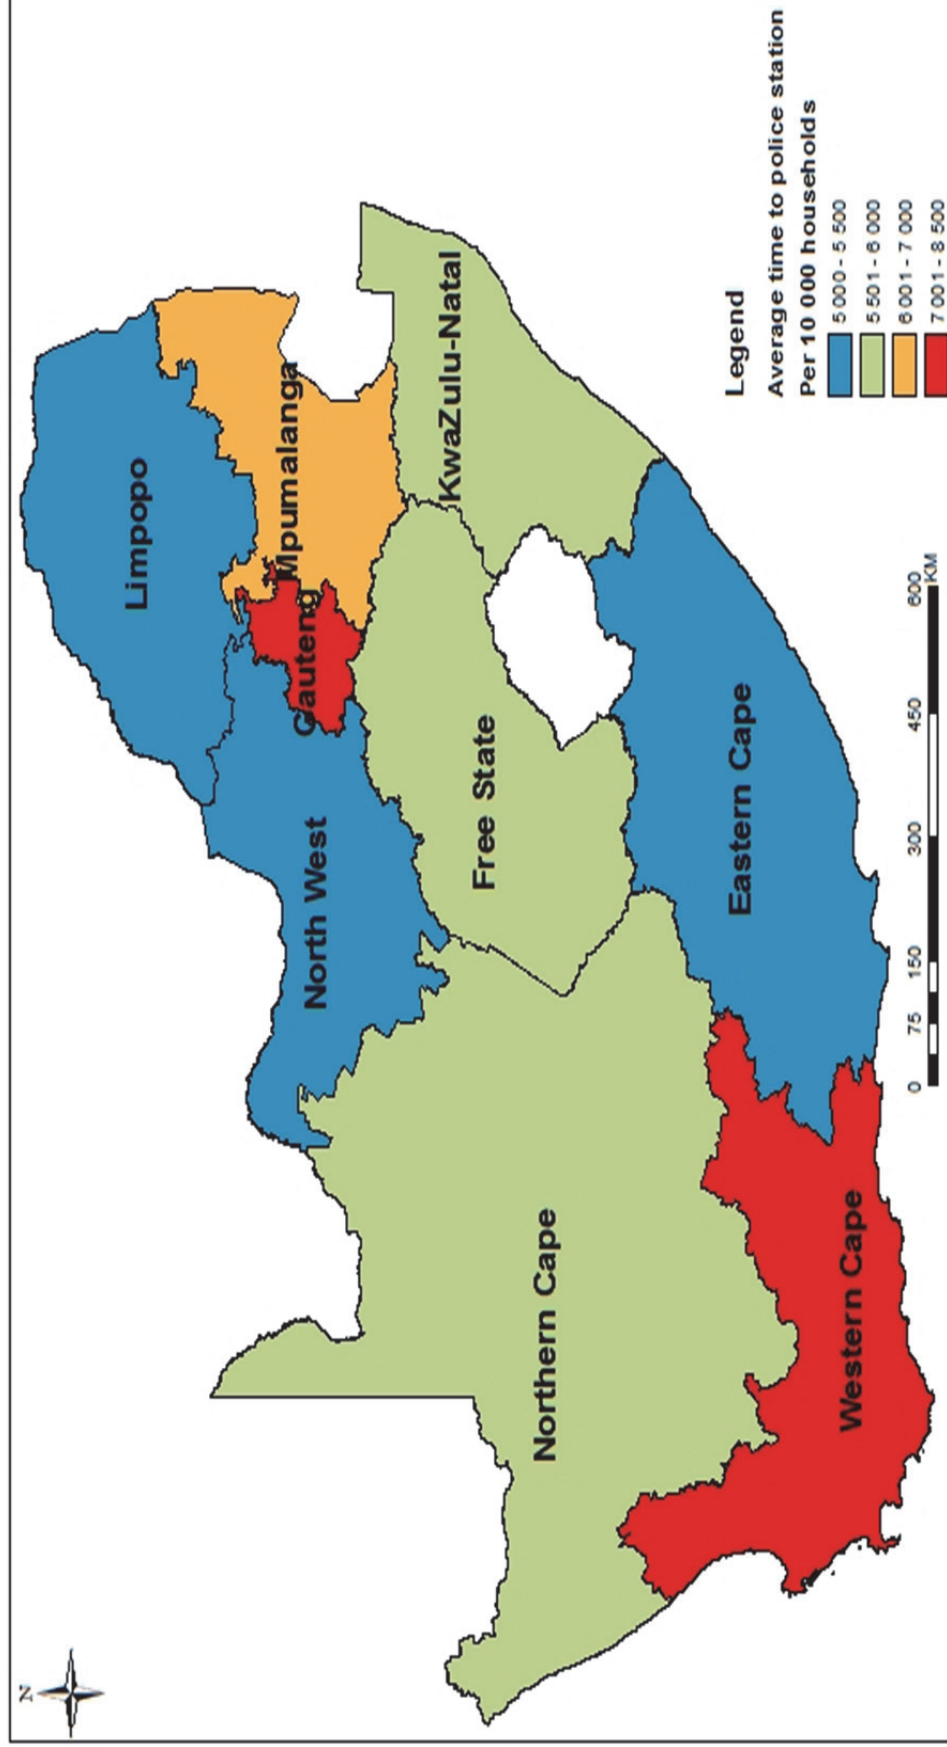 N
Limpopo
Mpumalanga
Gauteng
North West
KwaZulu-Natal
Free State
Northern Cape
Eastern Cape
Western Cape
Legend
Average time to police station
Per 10 000 households
5 000 - 5 500
5 501 - 6 000
6 001 - 7 000
7 001 - 8 500
0 75 150 300 450 600
KM